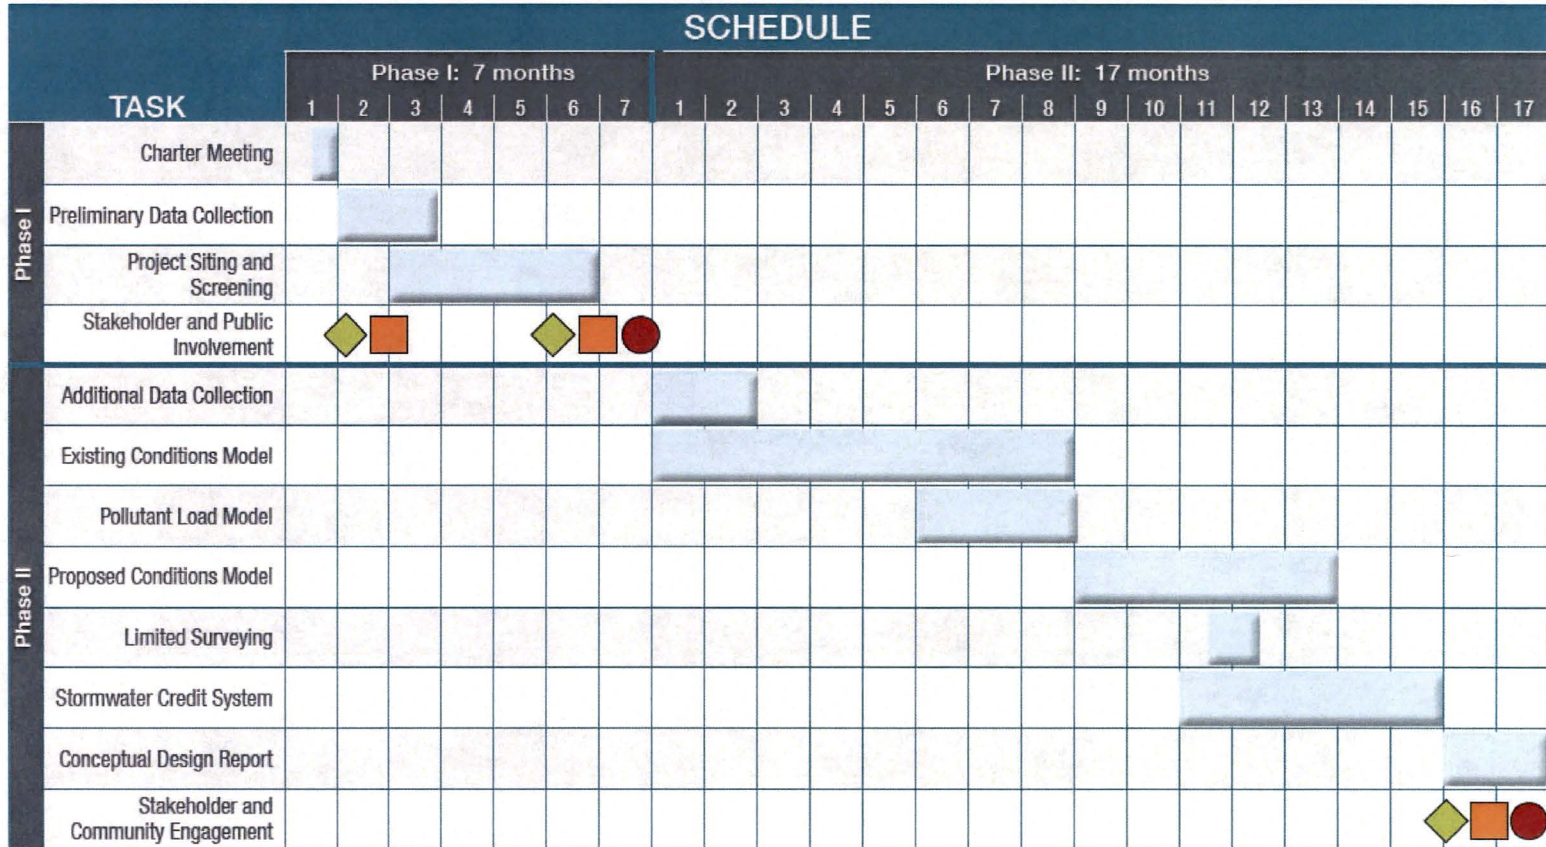 SCHEDULE
TASK
Phase I: 7 months
Phase II: 17 months
1 2 3 4 5 6 7 1 2 3 4 5 6 7 8 9 10 11 12 13 14 15 16 17
Phase I
Charter Meeting
Preliminary Data Collection
Project Siting and
Screening
Stakeholder and Public
Involvement
Phase II
Additional Data Collection
Existing Conditions Model
Pollutant Load Model
Proposed Conditions Model
Limited Surveying
Stormwater Credit System
Conceptual Design Report
Stakeholder and
Community Engagement